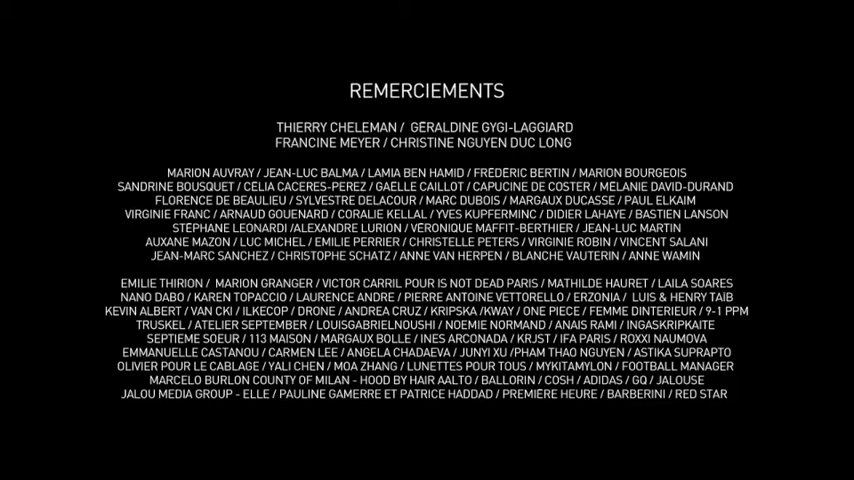 REMERCIEMENTS
THIERRY CHELEMAN / GÉRALDINE GYGI-LAGGIARD
FRANCINE MEYER / CHRISTINE NGUYEN DUC LONG
MARION AUVRAY / JEAN-LUC BALMA / LAMIA BEN HAMID / FRÉDÉRIC BERTIN / MARION BOURGEOIS
SANDRINE BOUSQUET / CÉLIA CACERES-PEREZ / GAËLLE CAILLOT / CAPUCINE DE COSTER / MÉLANIE DAVID-DURAND
FLORENCE DE BEAULIEU / SYLVESTRE DELACOUR / MARC DUBOIS / MARGAUX DUCASSE / PAUL ELKAIM
VIRGINIE FRANC / ARNAUD GOUENARD / CORALIE KELLAL / YVES KUPFERMINC / DIDIER LAHAYE / BASTIEN LANSON
STÉPHANE LEONARDI /ALEXANDRE LURION / VÉRONIQUE MAFFIT-BERTHIER / JEAN-LUC MARTIN
AUXANE MAZON / LUC MICHEL / EMILIE PERRIER / CHRISTELLE PETERS / VIRGINIE ROBIN / VINCENT SALANI
JEAN-MARC SANCHEZ / CHRISTOPHE SCHATZ / ANNE VAN HERPEN / BLANCHE VAUTERIN / ANNE WAMIN
EMILIE THIRION / MARION GRANGER / VICTOR CARRIL POUR IS NOT DEAD PARIS / MATHILDE HAURET / LAILA SOARES
NANO DABO / KAREN TOPACCIO / LAURENCE ANDRE / PIERRE ANTOINE VETTORELLO / ERZONIA / LUIS & HENRY TAÏB
KEVIN ALBERT / VAN CKI / ILKECOP / DRONE / ANDREA CRUZ / KRIPSKA /KWAY / ONE PIECE / FEMME DINTERIEUR / 9-1 PPM
TRUSKEL / ATELIER SEPTEMBER / LOUISGABRIELNOUSHI / NOEMIE NORMAND / ANAIS RAMI / INGASKRIPKAITE
SEPTIEME SOEUR / 113 MAISON / MARGAUX BOLLE / INES ARCONADA / KRJST / IFA PARIS / ROXXI NAUMOVA
EMMANUELLE CASTANOU / CARMEN LEE / ANGELA CHADAEVA / JUNYI XU /PHAM THAO NGUYEN / ASTIKA SUPRAPTO
OLIVIER POUR LE CABLAGE / YALI CHEN / MOA ZHANG / LUNETTES POUR TOUS / MYKITAMYLON / FOOTBALL MANAGER
MARCELO BURLON COUNTY OF MILAN - HOOD BY HAIR AALTO / BALLORIN / COSH / ADIDAS / GQ / JALOUSE
JALOU MEDIA GROUP - ELLE / PAULINE GAMERRE ET PATRICE HADDAD / PREMIÈRE HEURE / BARBERINI / RED STAR